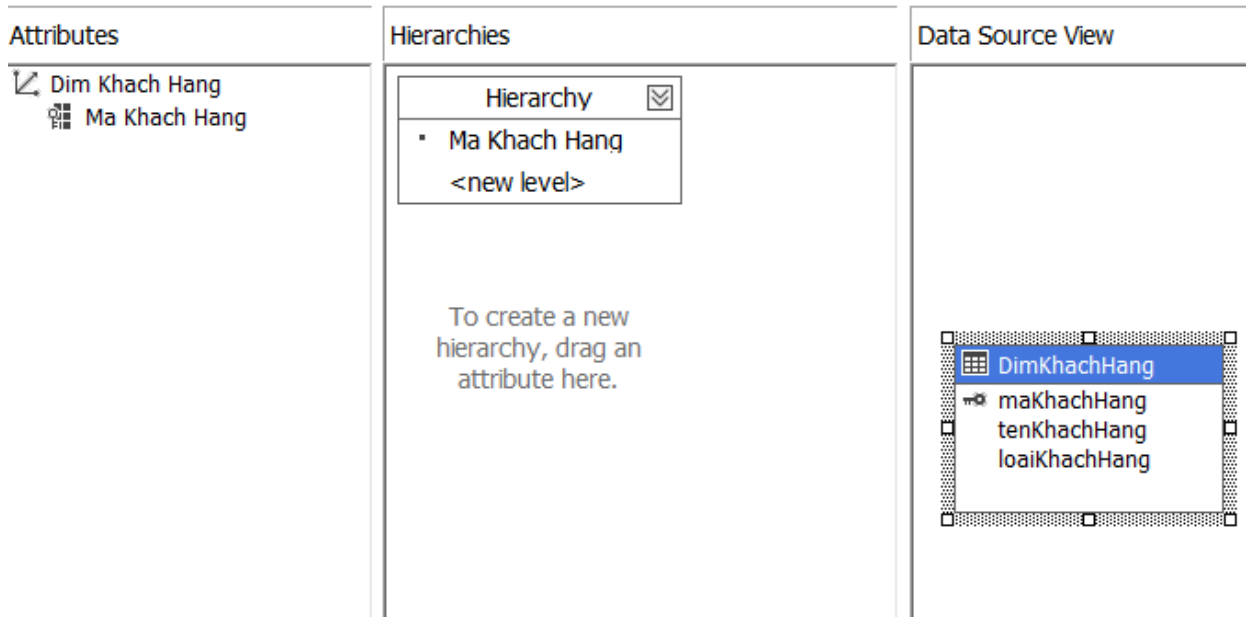 Attributes
Dim Khach Hang
Ma Khach Hang
Hierarchies
Hierarchy
Ma Khach Hang
<new level>
To create a new
hierarchy, drag an
attribute here.
Data Source View
DimKhachHang
maKhachHang
tenKhachHang
loaiKhachHang